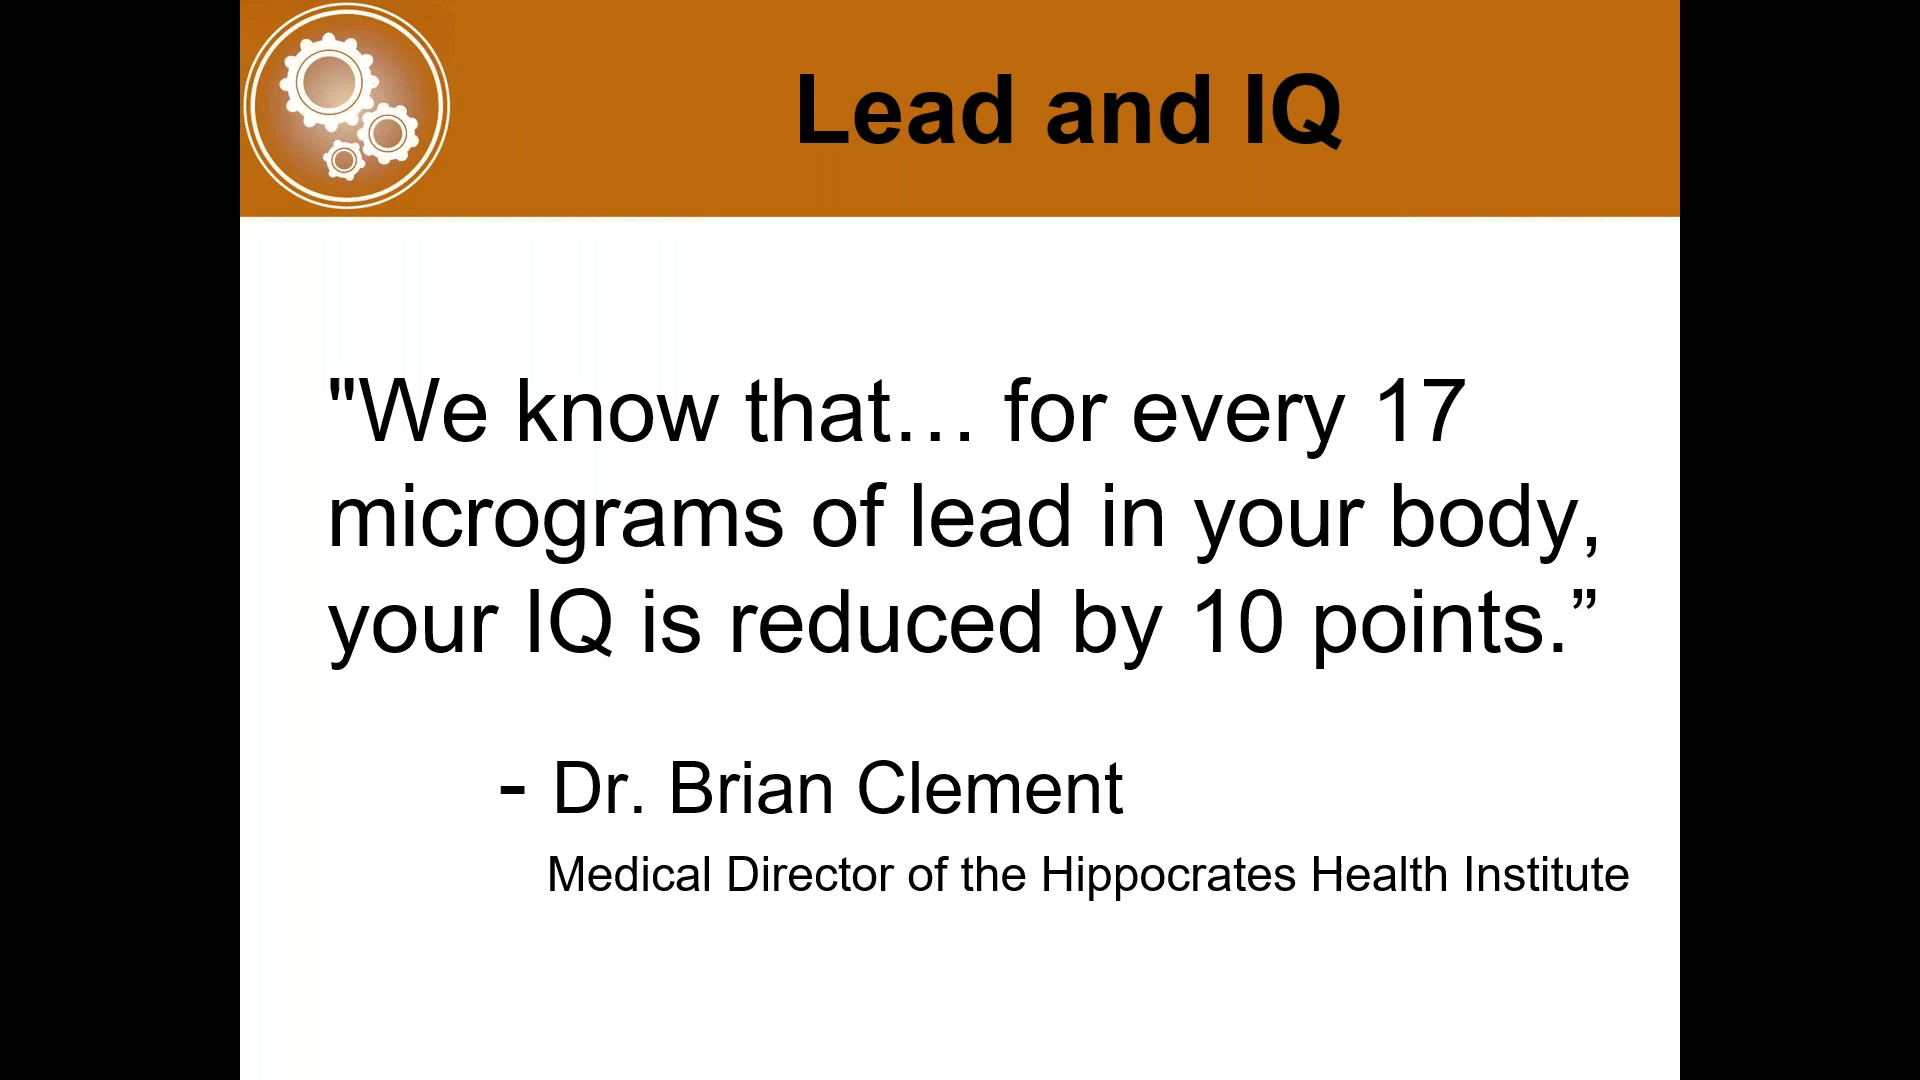 Lead and IQ
"We know that… for every 17
micrograms of lead in your body,
your IQ is reduced by 10 points.”
- Dr. Brian Clement
Medical Director of the Hippocrates Health Institute